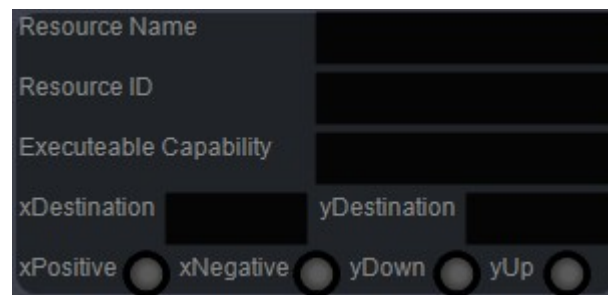 Resource Name
Resource ID
Executeable Capability
xDestination yDestination
xPositive xNegative yDown yUp